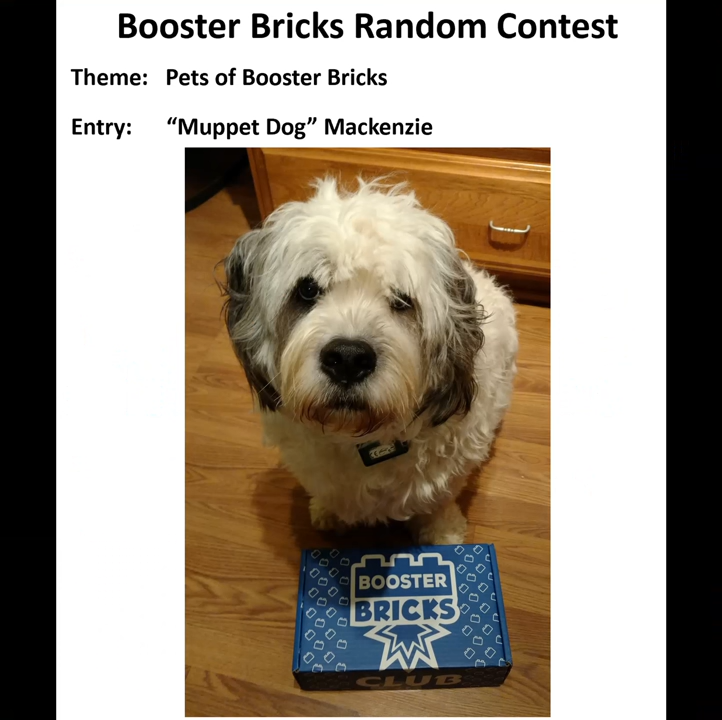 Booster Bricks Random Contest
Theme: Pets of Booster Bricks
Entry: “Muppet Dog” Mackenzie
BOOSTER
BRICKS
CLUB